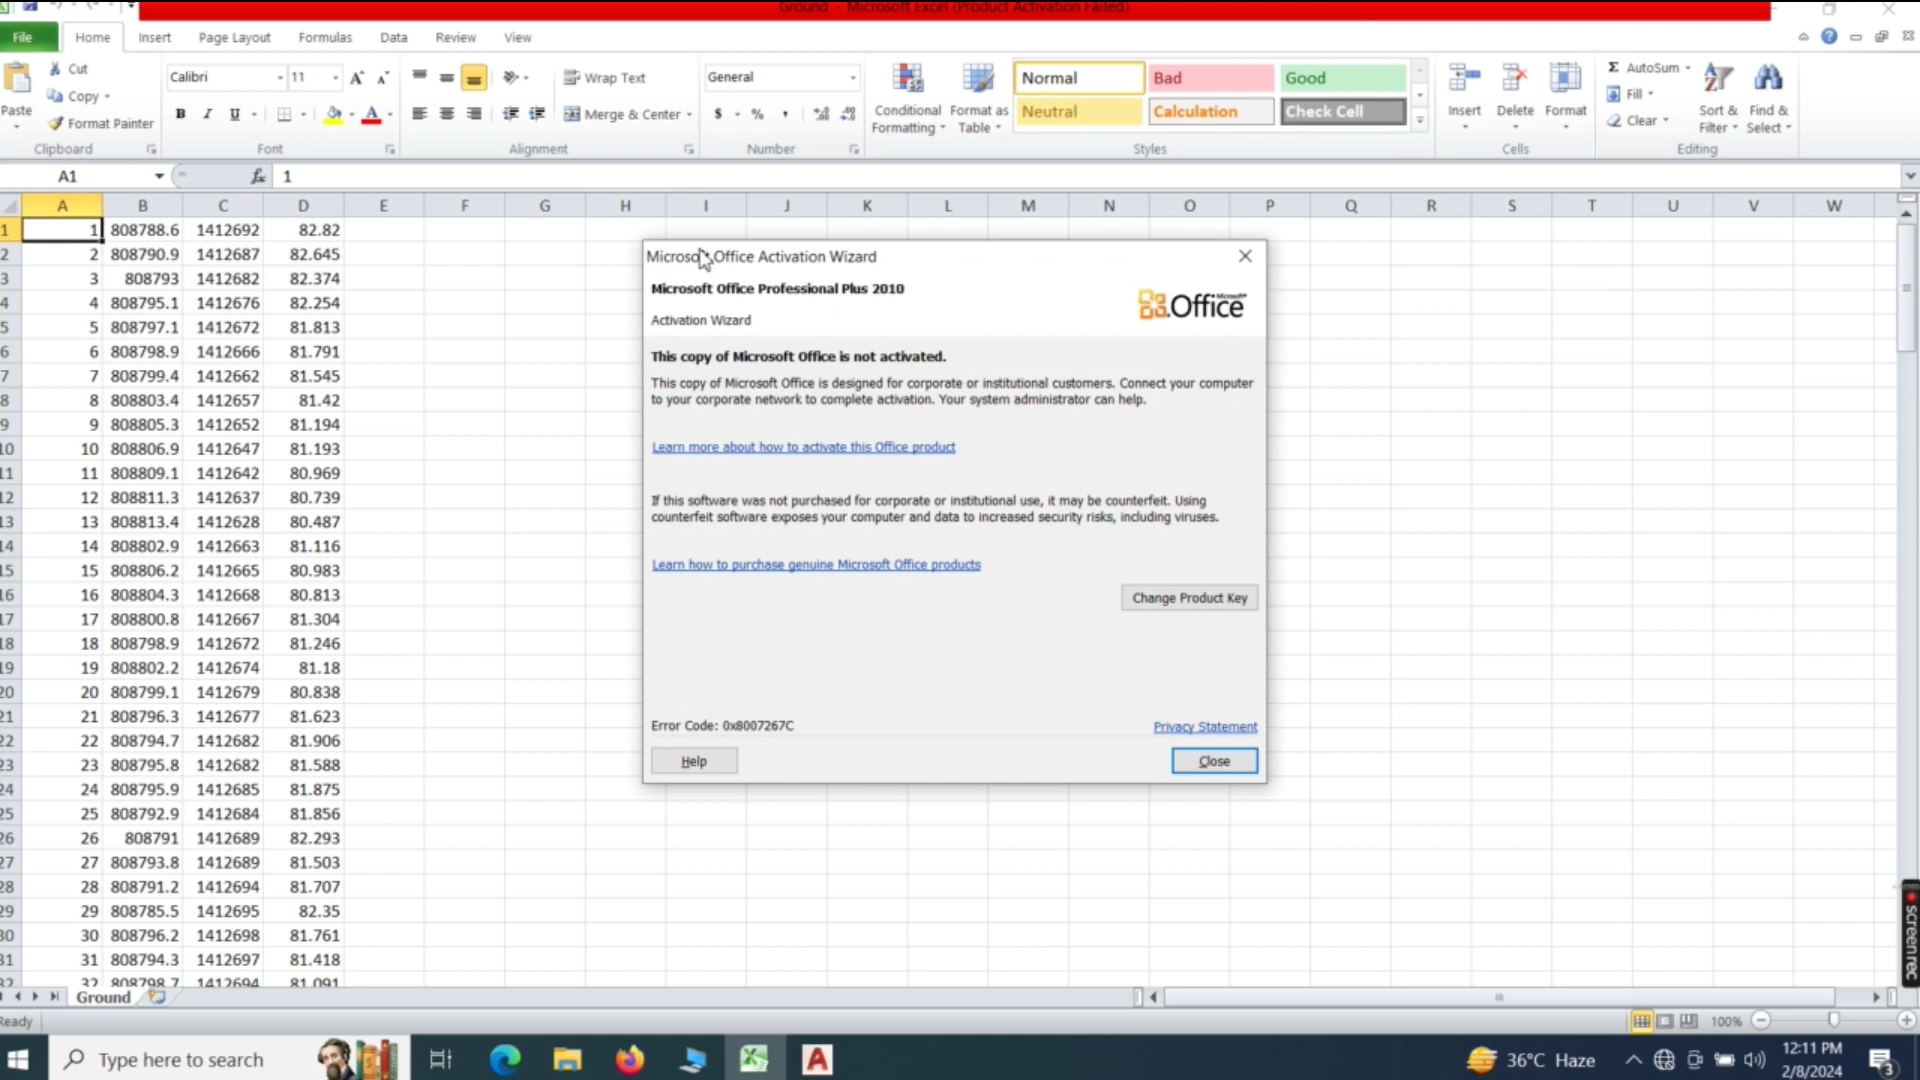 Ground - Microsoft Excel (Product Activation Failed)
File Home Insert Page Layout Formulas Data Review View
Cut
Copy
Format Painter
Paste
Clipboard
Calibri 11
B I U
Font
Wrap Text
Merge & Center
Alignment
General
$ % ,
Number
Conditional Formatting
Format as Table
Normal Bad Good
Neutral Calculation Check Cell
Styles
Insert Delete Format
Cells
Σ AutoSum
Fill
Clear
Sort & Filter
Find & Select
Editing
A1 fx 1
A B C D E F G H I J K L M N O P Q R S T U V W
1 1 808788.6 1412692 82.82
2 2 808790.9 1412687 82.645
3 3 808793 1412682 82.374
4 4 808795.1 1412676 82.254
5 5 808797.1 1412672 81.813
6 6 808798.9 1412666 81.791
7 7 808799.4 1412662 81.545
8 8 808803.4 1412657 81.42
9 9 808805.3 1412652 81.194
10 10 808806.9 1412647 81.193
11 11 808809.1 1412642 80.969
12 12 808811.3 1412637 80.739
13 13 808813.4 1412628 80.487
14 14 808802.9 1412663 81.116
15 15 808806.2 1412665 80.983
16 16 808804.3 1412668 80.813
17 17 808800.8 1412667 81.304
18 18 808798.9 1412672 81.246
19 19 808802.2 1412674 81.18
20 20 808799.1 1412679 80.838
21 21 808796.3 1412677 81.623
22 22 808794.7 1412682 81.906
23 23 808795.8 1412682 81.588
24 24 808795.9 1412685 81.875
25 25 808792.9 1412684 81.856
26 26 808791 1412689 82.293
27 27 808793.8 1412689 81.503
28 28 808791.2 1412694 81.707
29 29 808785.5 1412695 82.35
30 30 808796.2 1412698 81.761
31 31 808794.3 1412697 81.418
32 32 808798.7 1412694 81.091
Microsoft Office Activation Wizard
Microsoft Office Professional Plus 2010
Microsoft
Office
Activation Wizard
This copy of Microsoft Office is not activated.
This copy of Microsoft Office is designed for corporate or institutional customers. Connect your computer
to your corporate network to complete activation. Your system administrator can help.
Learn more about how to activate this Office product
If this software was not purchased for corporate or institutional use, it may be counterfeit. Using
counterfeit software exposes your computer and data to increased security risks, including viruses.
Learn how to purchase genuine Microsoft Office products
Change Product Key
Error Code: 0x8007267C
Privacy Statement
Help
Close
screenrec
Ground
Ready
100%
Type here to search
36°C Haze
12:11 PM
2/8/2024
3